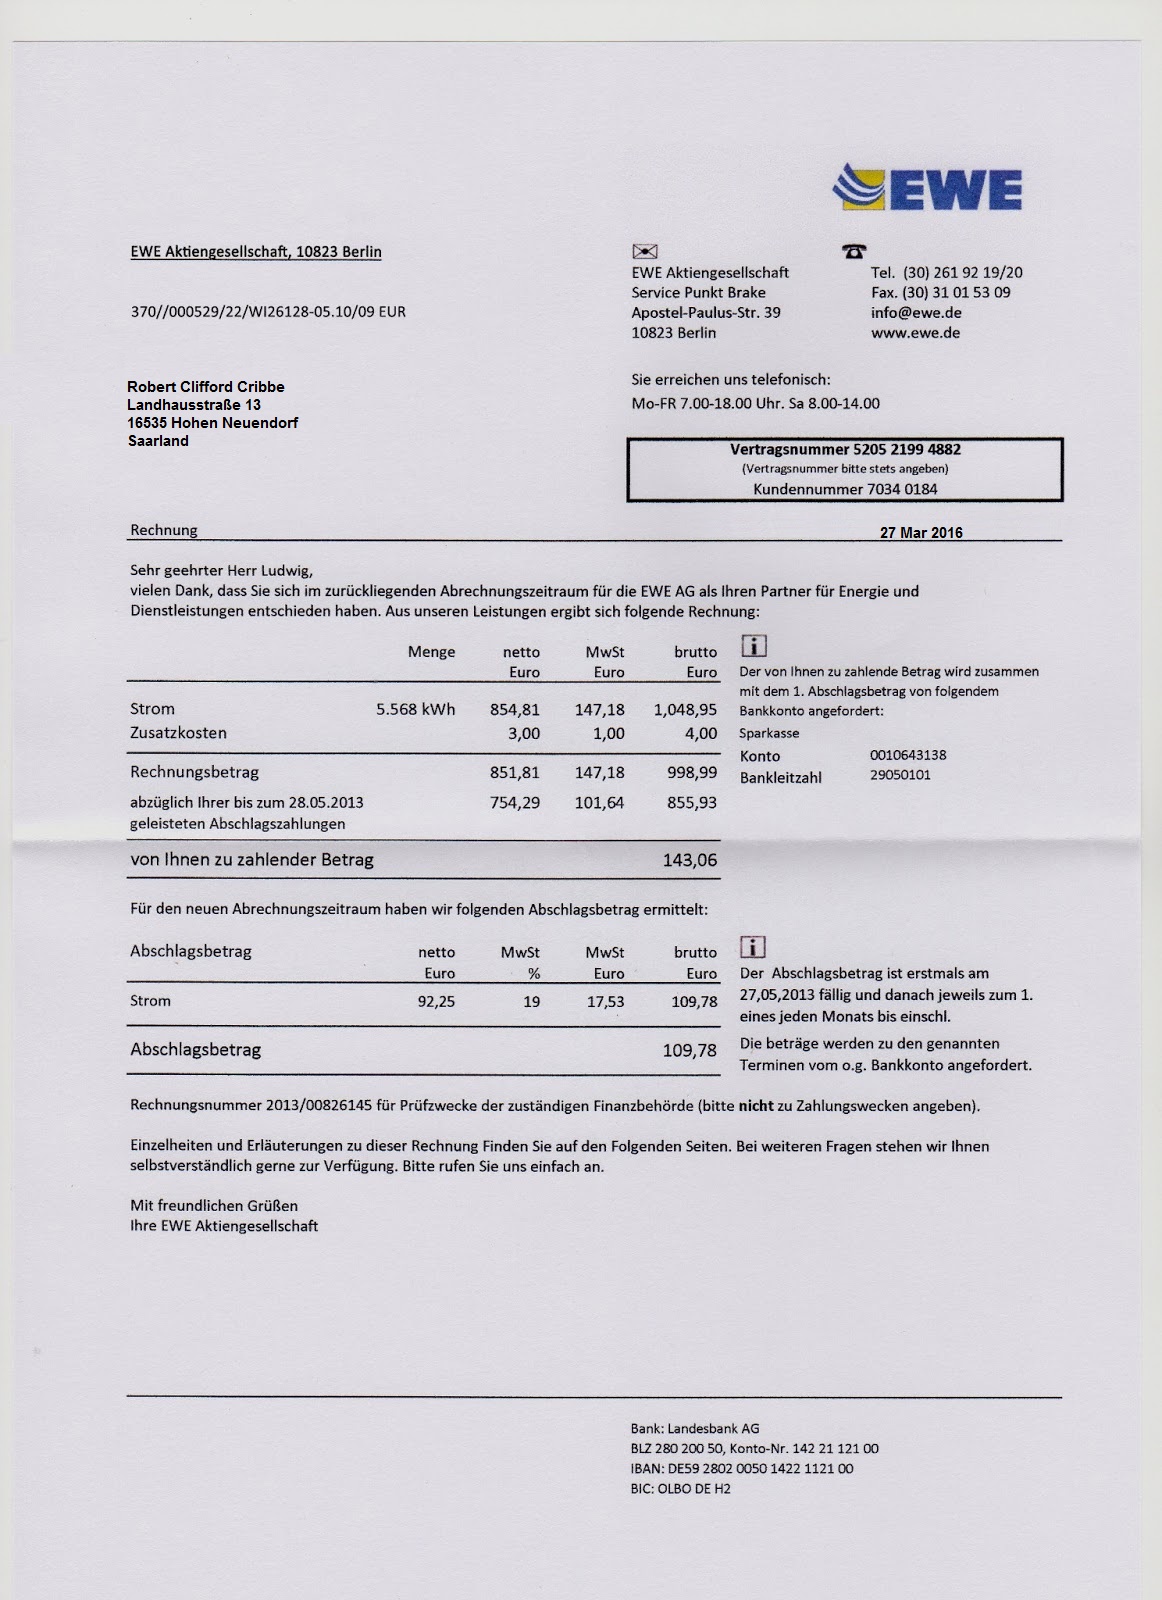 EWE
EWE Aktiengesellschaft, 10823 Berlin
370//000529/22/WI26128-05.10/09 EUR
EWE Aktiengesellschaft
Service Punkt Brake
Apostel-Paulus-Str. 39
10823 Berlin
Tel. (30) 261 92 19/20
Fax. (30) 31 01 53 09
info@ewe.de
www.ewe.de
Robert Clifford Cribbe
Landhausstraße 13
16535 Hohen Neuendorf
Saarland
Sie erreichen uns telefonisch:
Mo-FR 7.00-18.00 Uhr. Sa 8.00-14.00
Vertragsnummer 5205 2199 4882
(Vertragsnummer bitte stets angeben)
Kundennummer 7034 0184
Rechnung 27 Mar 2016
Sehr geehrter Herr Ludwig,
vielen Dank, dass Sie sich im zurückliegenden Abrechnungszeitraum für die EWE AG als Ihren Partner für Energie und
Dienstleistungen entschieden haben. Aus unseren Leistungen ergibt sich folgende Rechnung:
Menge netto MwSt brutto
Euro Euro Euro
Strom 5.568 kWh 854,81 147,18 1,048,95
Zusatzkosten 3,00 1,00 4,00
Rechnungsbetrag 851,81 147,18 998,99
abzüglich Ihrer bis zum 28.05.2013 754,29 101,64 855,93
geleisteten Abschlagszahlungen
von Ihnen zu zahlender Betrag 143,06
i
Der von Ihnen zu zahlende Betrag wird zusammen
mit dem 1. Abschlagsbetrag von folgendem
Bankkonto angefordert:
Sparkasse
Konto 0010643138
Bankleitzahl 29050101
Für den neuen Abrechnungszeitraum haben wir folgenden Abschlagsbetrag ermittelt:
Abschlagsbetrag netto MwSt MwSt brutto
Euro % Euro Euro
Strom 92,25 19 17,53 109,78
Abschlagsbetrag 109,78
i
Der Abschlagsbetrag ist erstmals am
27,05,2013 fällig und danach jeweils zum 1.
eines jeden Monats bis einschl.
Die beträge werden zu den genannten
Terminen vom o.g. Bankkonto angefordert.
Rechnungsnummer 2013/00826145 für Prüfzwecke der zuständigen Finanzbehörde (bitte nicht zu Zahlungswecken angeben).
Einzelheiten und Erläuterungen zu dieser Rechnung Finden Sie auf den Folgenden Seiten. Bei weiteren Fragen stehen wir Ihnen
selbstverständlich gerne zur Verfügung. Bitte rufen Sie uns einfach an.
Mit freundlichen Grüßen
Ihre EWE Aktiengesellschaft
Bank: Landesbank AG
BLZ 280 200 50, Konto-Nr. 142 21 121 00
IBAN: DE59 2802 0050 1422 1121 00
BIC: OLBO DE H2